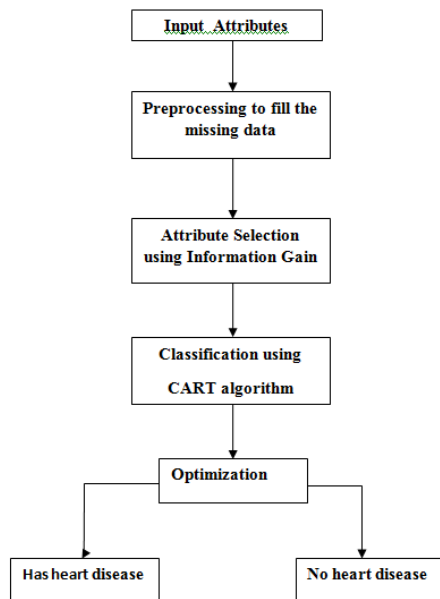 Input Attributes
Preprocessing to fill the
missing data
Attribute Selection
using Information Gain
Classification using
CART algorithm
Optimization
Has heart disease
No heart disease